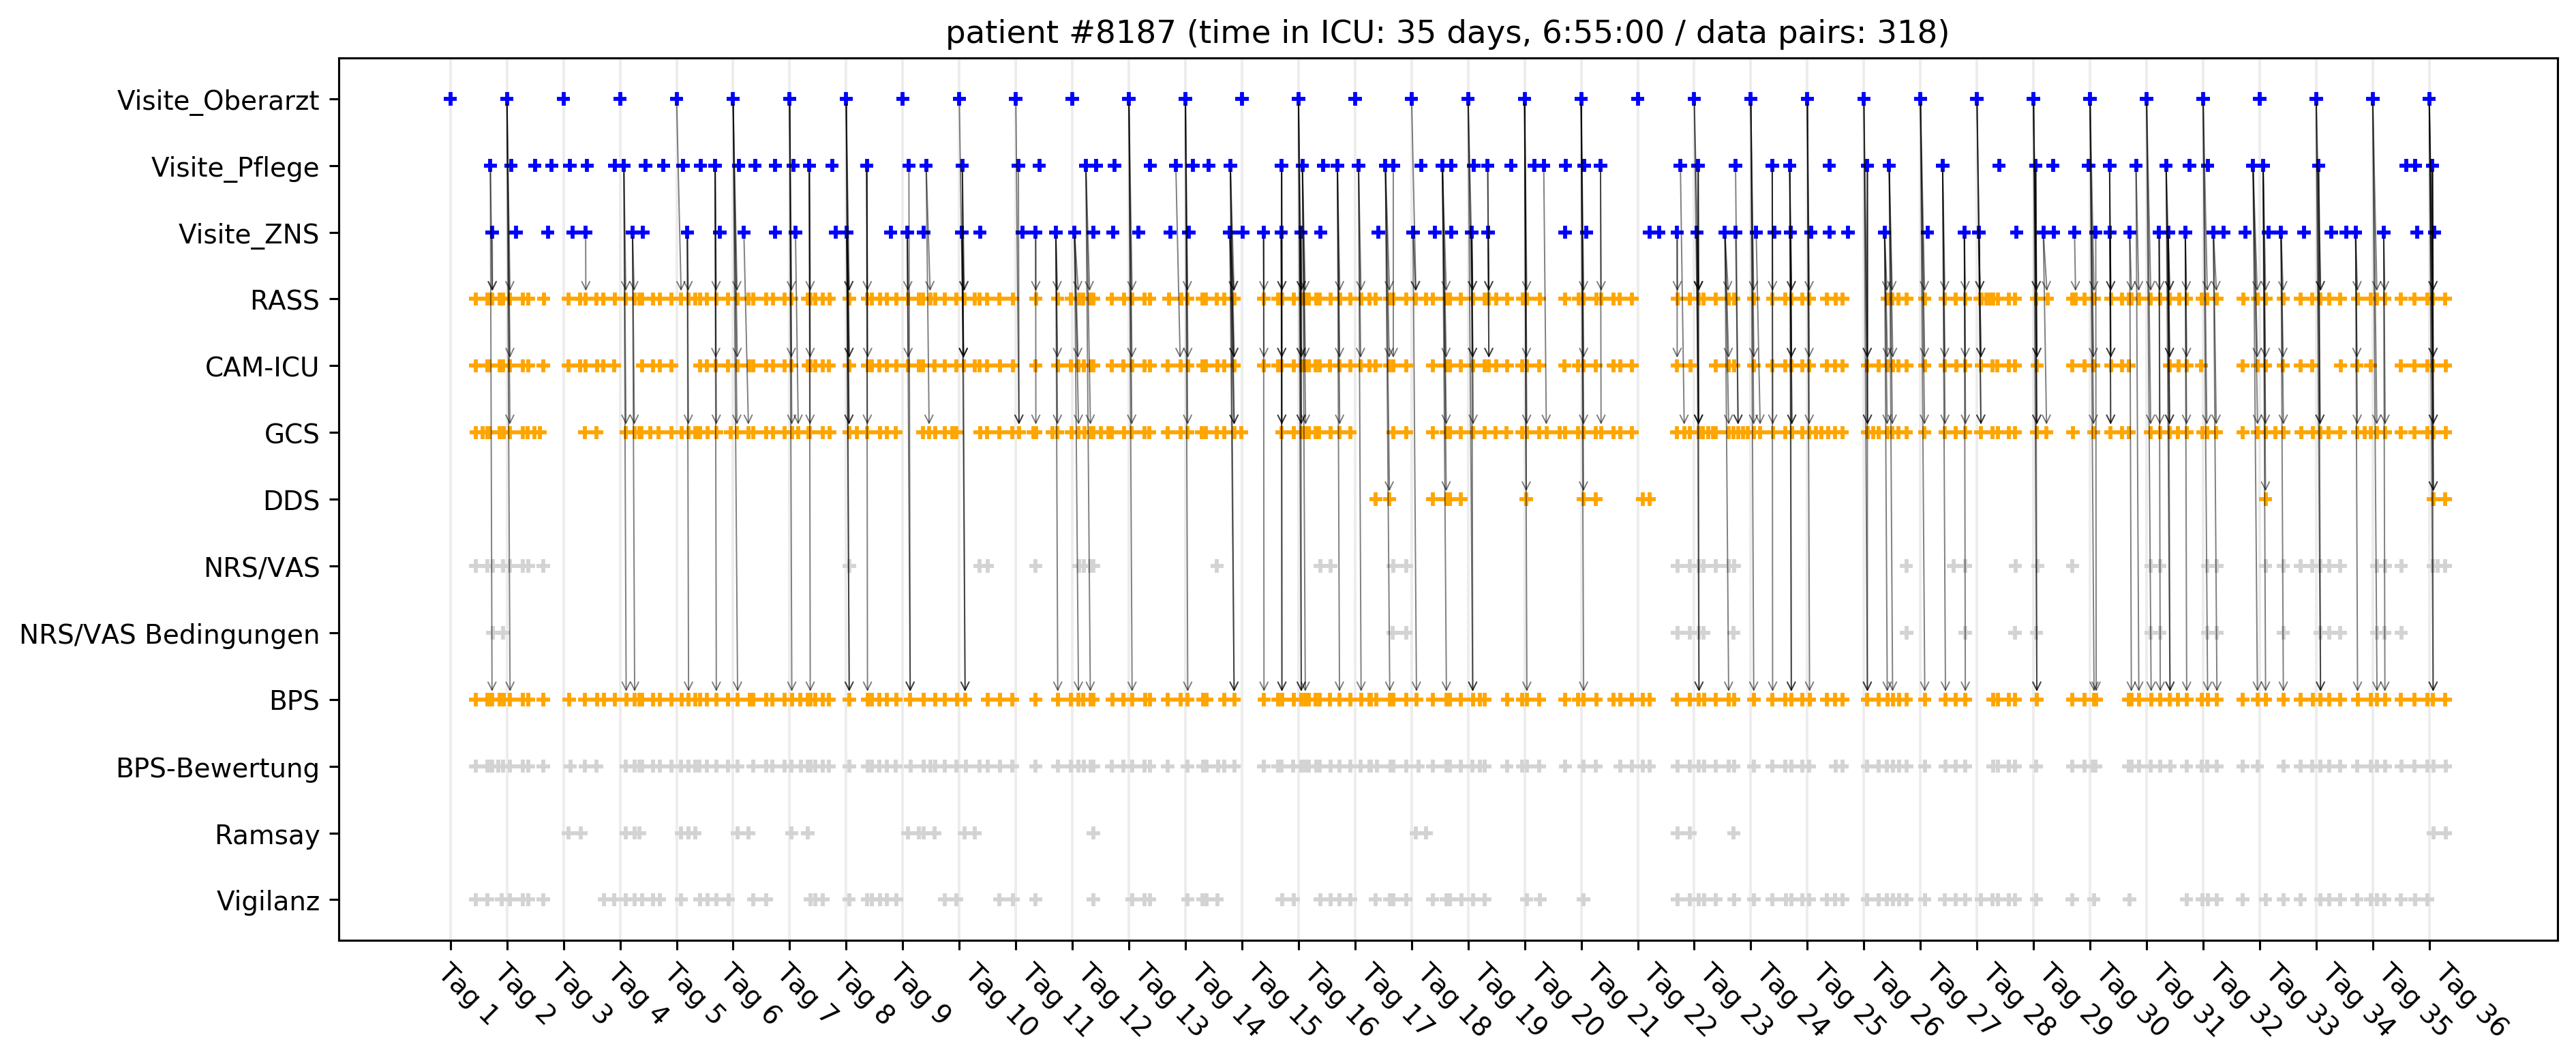 patient #8187 (time in ICU: 35 days, 6:55:00 / data pairs: 318)
Visite_Oberarzt
Visite_Pflege
Visite_ZNS
RASS
CAM-ICU
GCS
DDS
NRS/VAS
NRS/VAS Bedingungen
BPS
BPS-Bewertung
Ramsay
Vigilanz
Tag 1
Tag 2
Tag 3
Tag 4
Tag 5
Tag 6
Tag 7
Tag 8
Tag 9
Tag 10
Tag 11
Tag 12
Tag 13
Tag 14
Tag 15
Tag 16
Tag 17
Tag 18
Tag 19
Tag 20
Tag 21
Tag 22
Tag 23
Tag 24
Tag 25
Tag 26
Tag 27
Tag 28
Tag 29
Tag 30
Tag 31
Tag 32
Tag 33
Tag 34
Tag 35
Tag 36